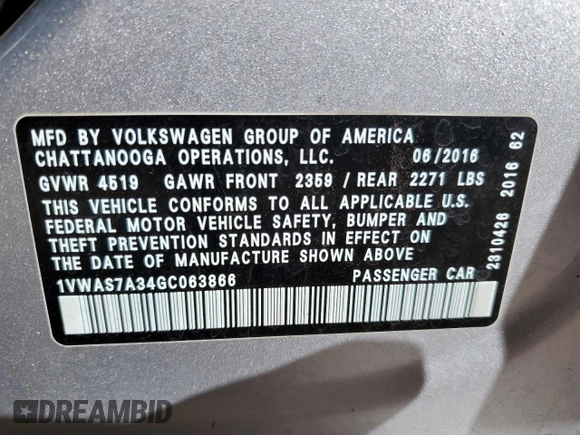 MFD BY VOLKSWAGEN GROUP OF AMERICA
CHATTANOOGA OPERATIONS, LLC. 06/2016
GVWR 4519 GAWR FRONT 2359 / REAR 2271 LBS
THIS VEHICLE CONFORMS TO ALL APPLICABLE U.S.
FEDERAL MOTOR VEHICLE SAFETY, BUMPER AND
THEFT PREVENTION STANDARDS IN EFFECT ON
THE DATE OF MANUFACTURE SHOWN ABOVE
1VWAS7A34GC063866 PASSENGER CAR
2310426 2016 62
DREAMBID